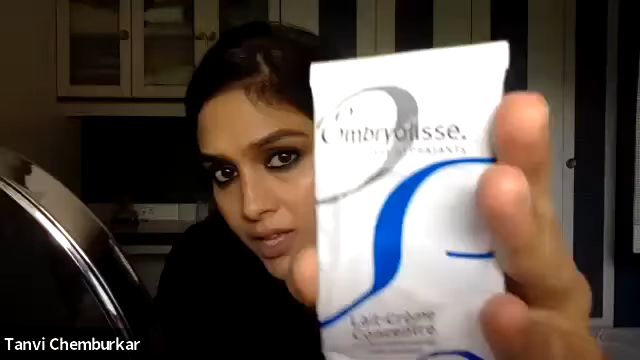 Embryolisse.
Lait-Crème
Concentré
Tanvi Chemburkar